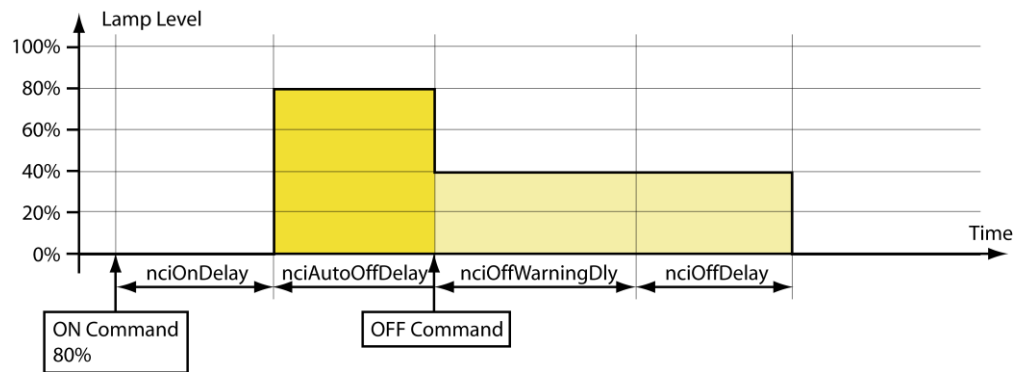 Lamp Level
100%
80%
60%
40%
20%
0%
Time
nciOnDelay
nciAutoOffDelay
nciOffWarningDly
nciOffDelay
ON Command
80%
OFF Command